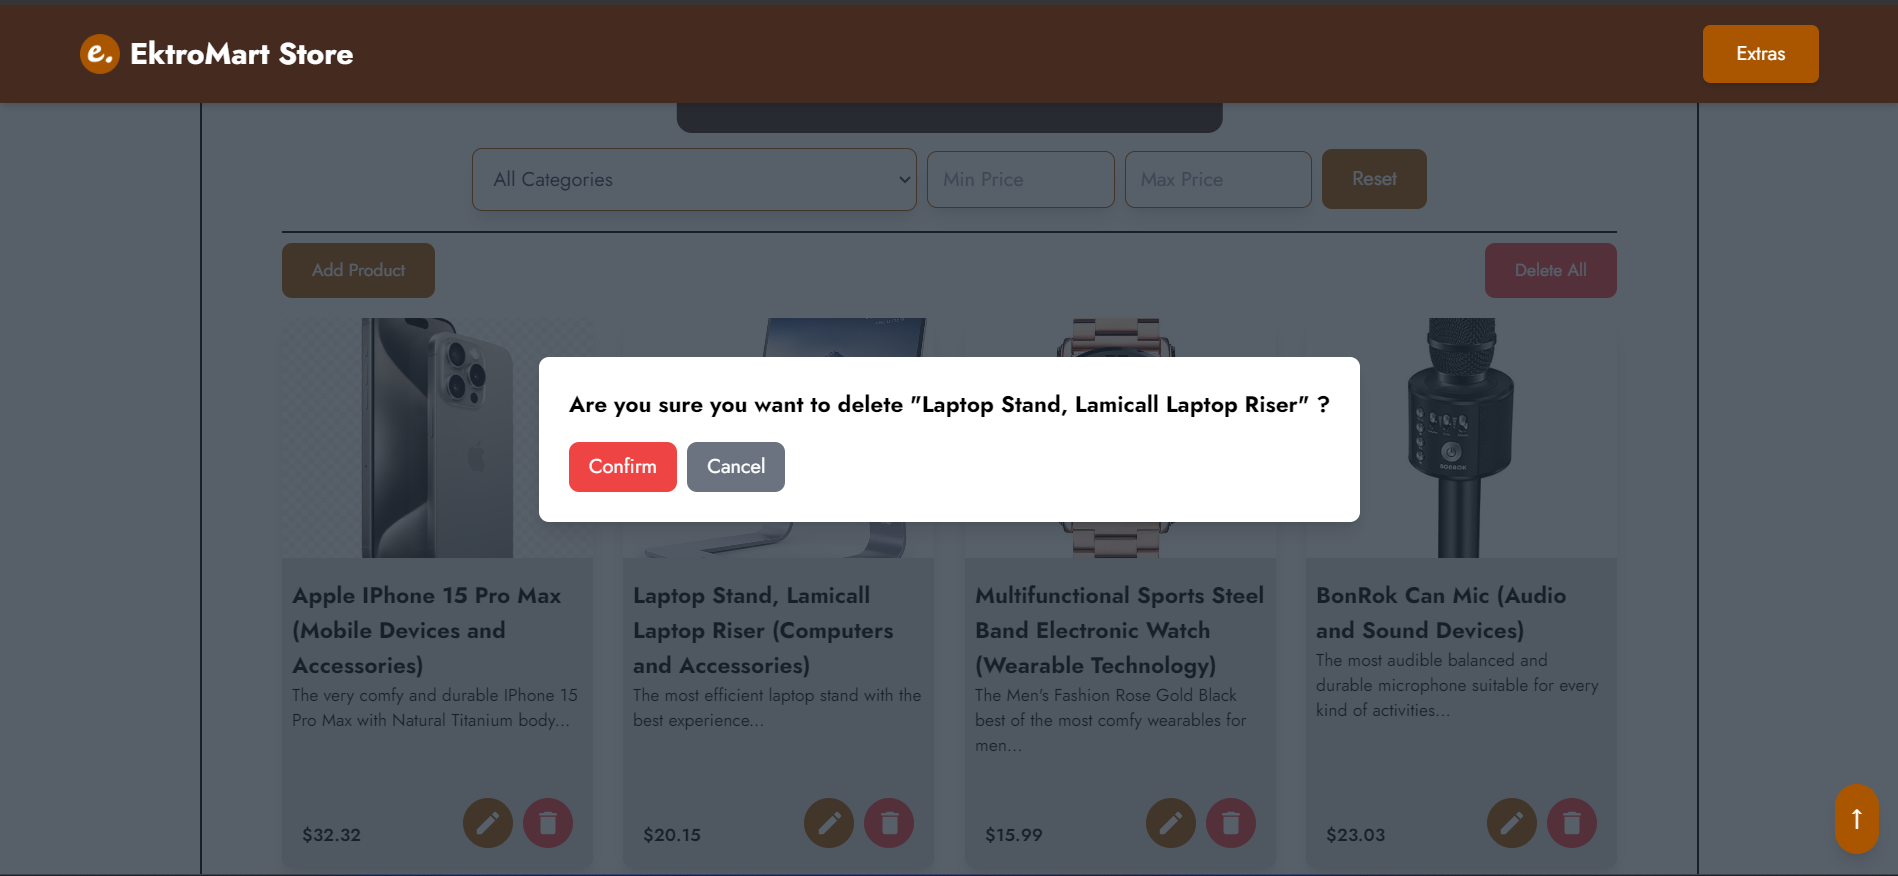 e.
EktroMart Store
Extras
All Categories
Min Price
Max Price
Reset
Add Product
Delete All
Are you sure you want to delete "Laptop Stand, Lamicall Laptop Riser" ?
Confirm
Cancel
BONROK
Apple IPhone 15 Pro Max
(Mobile Devices and
Accessories)
The very comfy and durable IPhone 15
Pro Max with Natural Titanium body...
$32.32
Laptop Stand, Lamicall
Laptop Riser (Computers
and Accessories)
The most efficient laptop stand with the
best experience...
$20.15
Multifunctional Sports Steel
Band Electronic Watch
(Wearable Technology)
The Men's Fashion Rose Gold Black
best of the most comfy wearables for
men...
$15.99
BonRok Can Mic (Audio
and Sound Devices)
The most audible balanced and
durable microphone suitable for every
kind of activities...
$23.03
↑